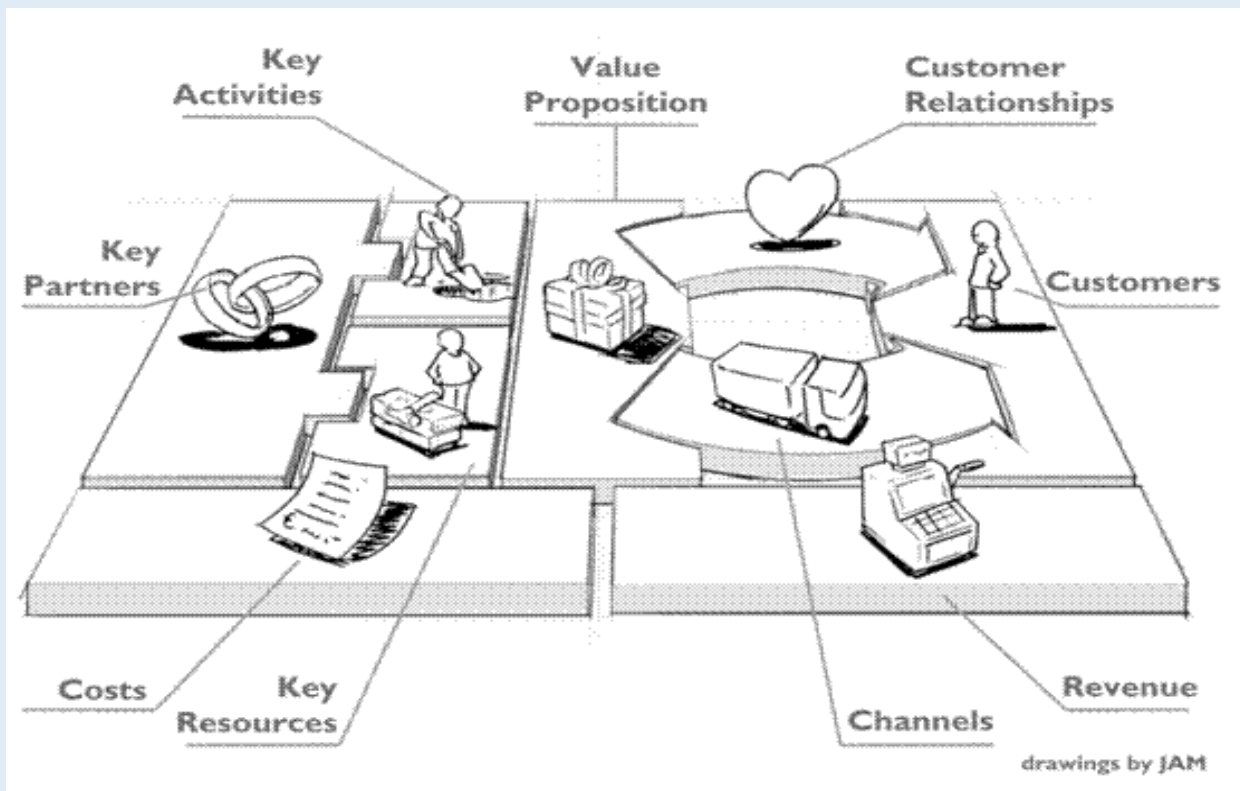 Key
Activities
Value
Proposition
Customer
Relationships
Key
Partners
Customers
Costs
Key
Resources
Channels
Revenue
drawings by JAM